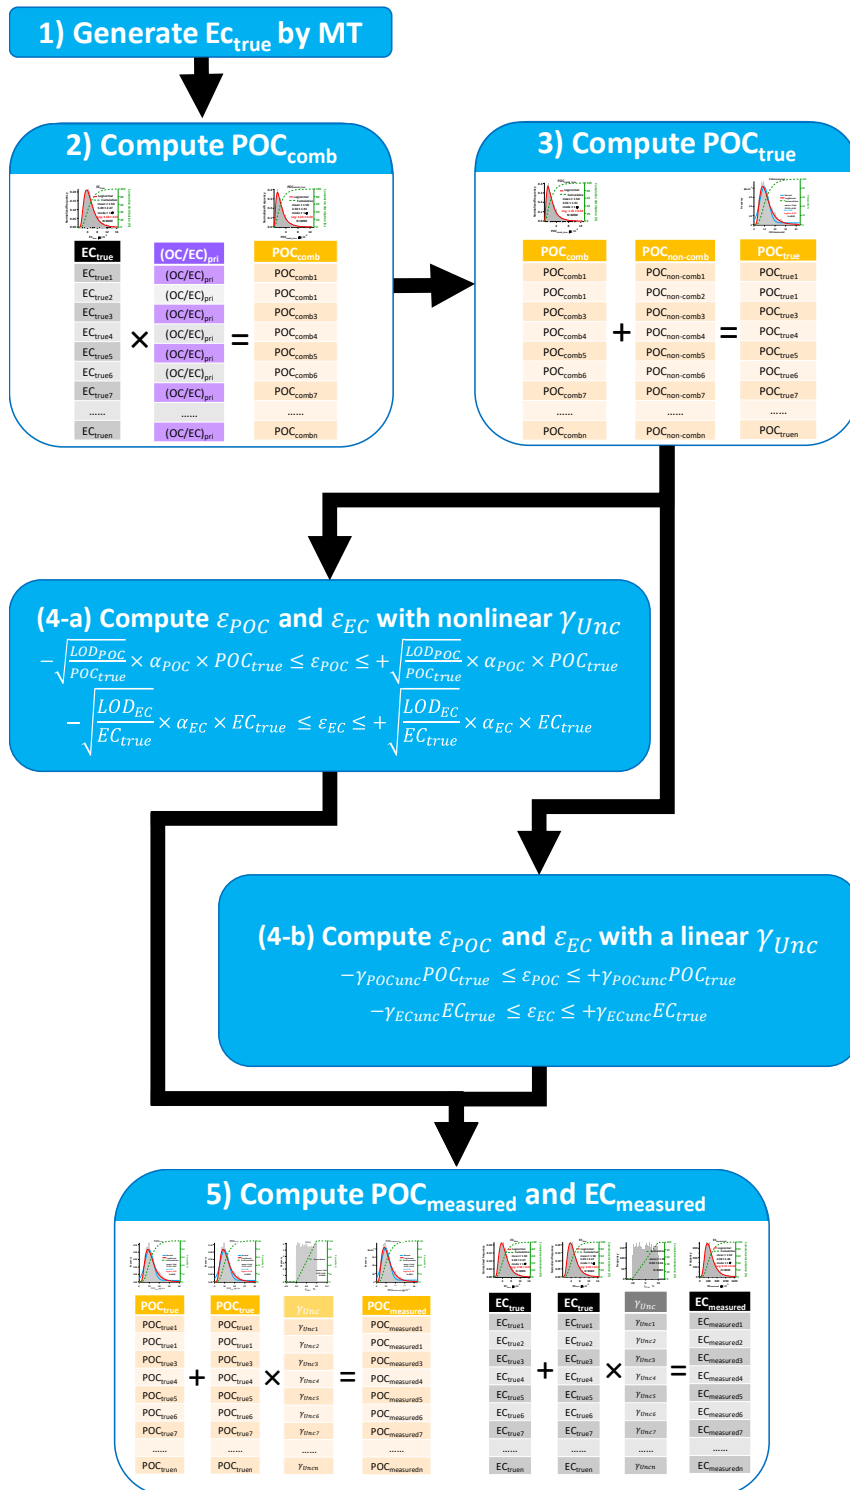 1) Generate Ec_true by MT
2) Compute POC_comb
EC_true (OC/EC)_pri POC_comb
EC_true1 (OC/EC)_pri POC_comb1
EC_true2 (OC/EC)_pri POC_comb1
EC_true3 (OC/EC)_pri POC_comb3
EC_true4 (OC/EC)_pri POC_comb4
EC_true5 × (OC/EC)_pri = POC_comb5
EC_true6 (OC/EC)_pri POC_comb6
EC_true7 (OC/EC)_pri POC_comb7
...... ...... ......
EC_truen (OC/EC)_pri POC_combn
3) Compute POC_true
POC_comb POC_non-comb POC_true
POC_comb1 POC_non-comb1 POC_true1
POC_comb1 POC_non-comb2 POC_true1
POC_comb3 POC_non-comb3 POC_true3
POC_comb4 + POC_non-comb4 = POC_true4
POC_comb5 POC_non-comb5 POC_true5
POC_comb6 POC_non-comb6 POC_true6
POC_comb7 POC_non-comb7 POC_true7
...... ...... ......
POC_combn POC_non-combn POC_truen
(4-a) Compute ε_POC and ε_EC with nonlinear γ_Unc
−√(LOD_POC/POC_true) × α_POC × POC_true ≤ ε_POC ≤ +√(LOD_POC/POC_true) × α_POC × POC_true
−√(LOD_EC/EC_true) × α_EC × EC_true ≤ ε_EC ≤ +√(LOD_EC/EC_true) × α_EC × EC_true
(4-b) Compute ε_POC and ε_EC with a linear γ_Unc
−γ_POCunc POC_true ≤ ε_POC ≤ +γ_POCunc POC_true
−γ_ECunc EC_true ≤ ε_EC ≤ +γ_ECunc EC_true
5) Compute POC_measured and EC_measured
POC_true POC_true γ_Unc POC_measured
POC_true1 POC_true1 γ_Unc1 POC_measured1
POC_true1 POC_true1 γ_Unc2 POC_measured1
POC_true3 POC_true3 γ_Unc3 POC_measured3
POC_true4 + POC_true4 × γ_Unc4 = POC_measured4
POC_true5 POC_true5 γ_Unc5 POC_measured5
POC_true6 POC_true6 γ_Unc6 POC_measured6
POC_true7 POC_true7 γ_Unc7 POC_measured7
...... ...... ...... ......
POC_truen POC_truen γ_Uncn POC_measuredn
EC_true EC_true γ_Unc EC_measured
EC_true1 EC_true1 γ_Unc1 EC_measured1
EC_true2 EC_true2 γ_Unc2 EC_measured2
EC_true3 EC_true3 γ_Unc3 EC_measured3
EC_true4 + EC_true4 × γ_Unc4 = EC_measured4
EC_true5 EC_true5 γ_Unc5 EC_measured5
EC_true6 EC_true6 γ_Unc6 EC_measured6
EC_true7 EC_true7 γ_Unc7 EC_measured7
...... ...... ...... ......
EC_truen EC_truen γ_Uncn EC_measuredn